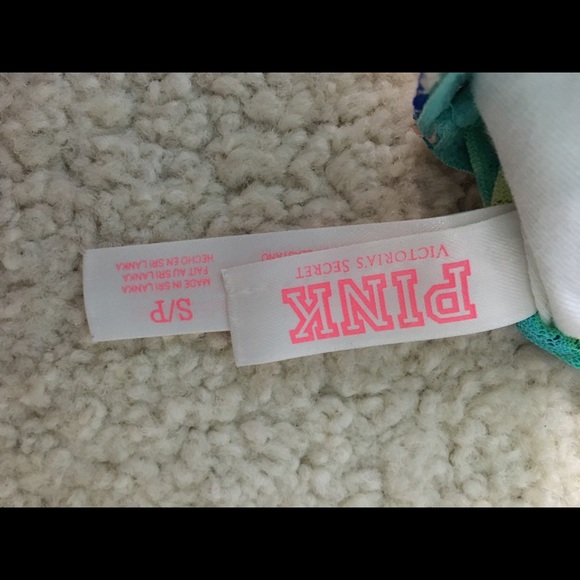 VICTORIA'S SECRET
PINK
S/P
MADE IN SRI LANKA
FAIT AU SRI LANKA
HECHO EN SRI LANKA